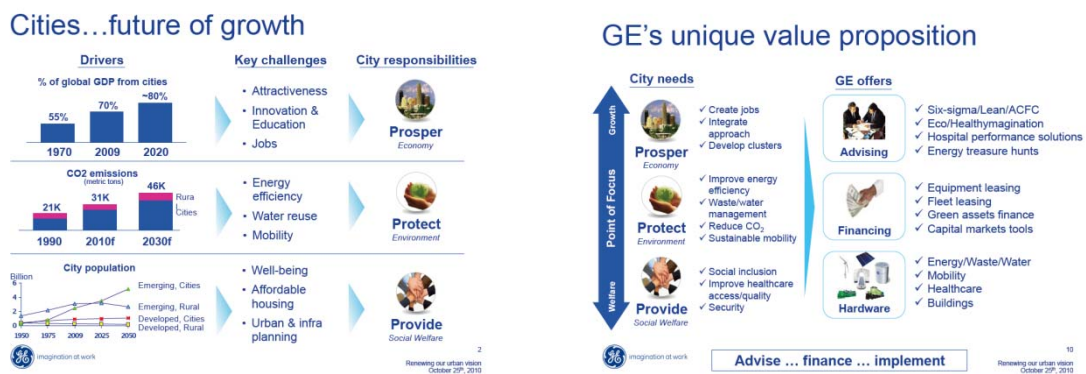 Cities…future of growth
Drivers
Key challenges
City responsibilities
% of global GDP from cities
55%
70%
~80%
1970
2009
2020
• Attractiveness
• Innovation &
Education
• Jobs
Prosper
Economy
CO2 emissions
(metric tons)
21K
31K
46K
Rura
l
Cities
1990
2010f
2030f
• Energy
efficiency
• Water reuse
• Mobility
Protect
Environment
City population
Billion
6
4
2
0
1950
1975
2009
2025
2050
Emerging, Cities
Emerging, Rural
Developed, Cities
Developed, Rural
• Well-being
• Affordable
housing
• Urban & infra
planning
Provide
Social Welfare
imagination at work
2
Renewing our urban vision
October 25th, 2010
GE's unique value proposition
City needs
GE offers
Growth
Point of Focus
Welfare
Prosper
Economy
✓ Create jobs
✓ Integrate
approach
✓ Develop clusters
Protect
Environment
✓ Improve energy
efficiency
✓ Waste/water
management
✓ Reduce CO2
✓ Sustainable mobility
Provide
Social Welfare
✓ Social inclusion
✓ Improve healthcare
access/quality
✓ Security
Advising
✓ Six-sigma/Lean/ACFC
✓ Eco/Healthymagination
✓ Hospital performance solutions
✓ Energy treasure hunts
Financing
✓ Equipment leasing
✓ Fleet leasing
✓ Green assets finance
✓ Capital markets tools
Hardware
✓ Energy/Waste/Water
✓ Mobility
✓ Healthcare
✓ Buildings
imagination at work
Advise … finance … implement
10
Renewing our urban vision
October 25th, 2010